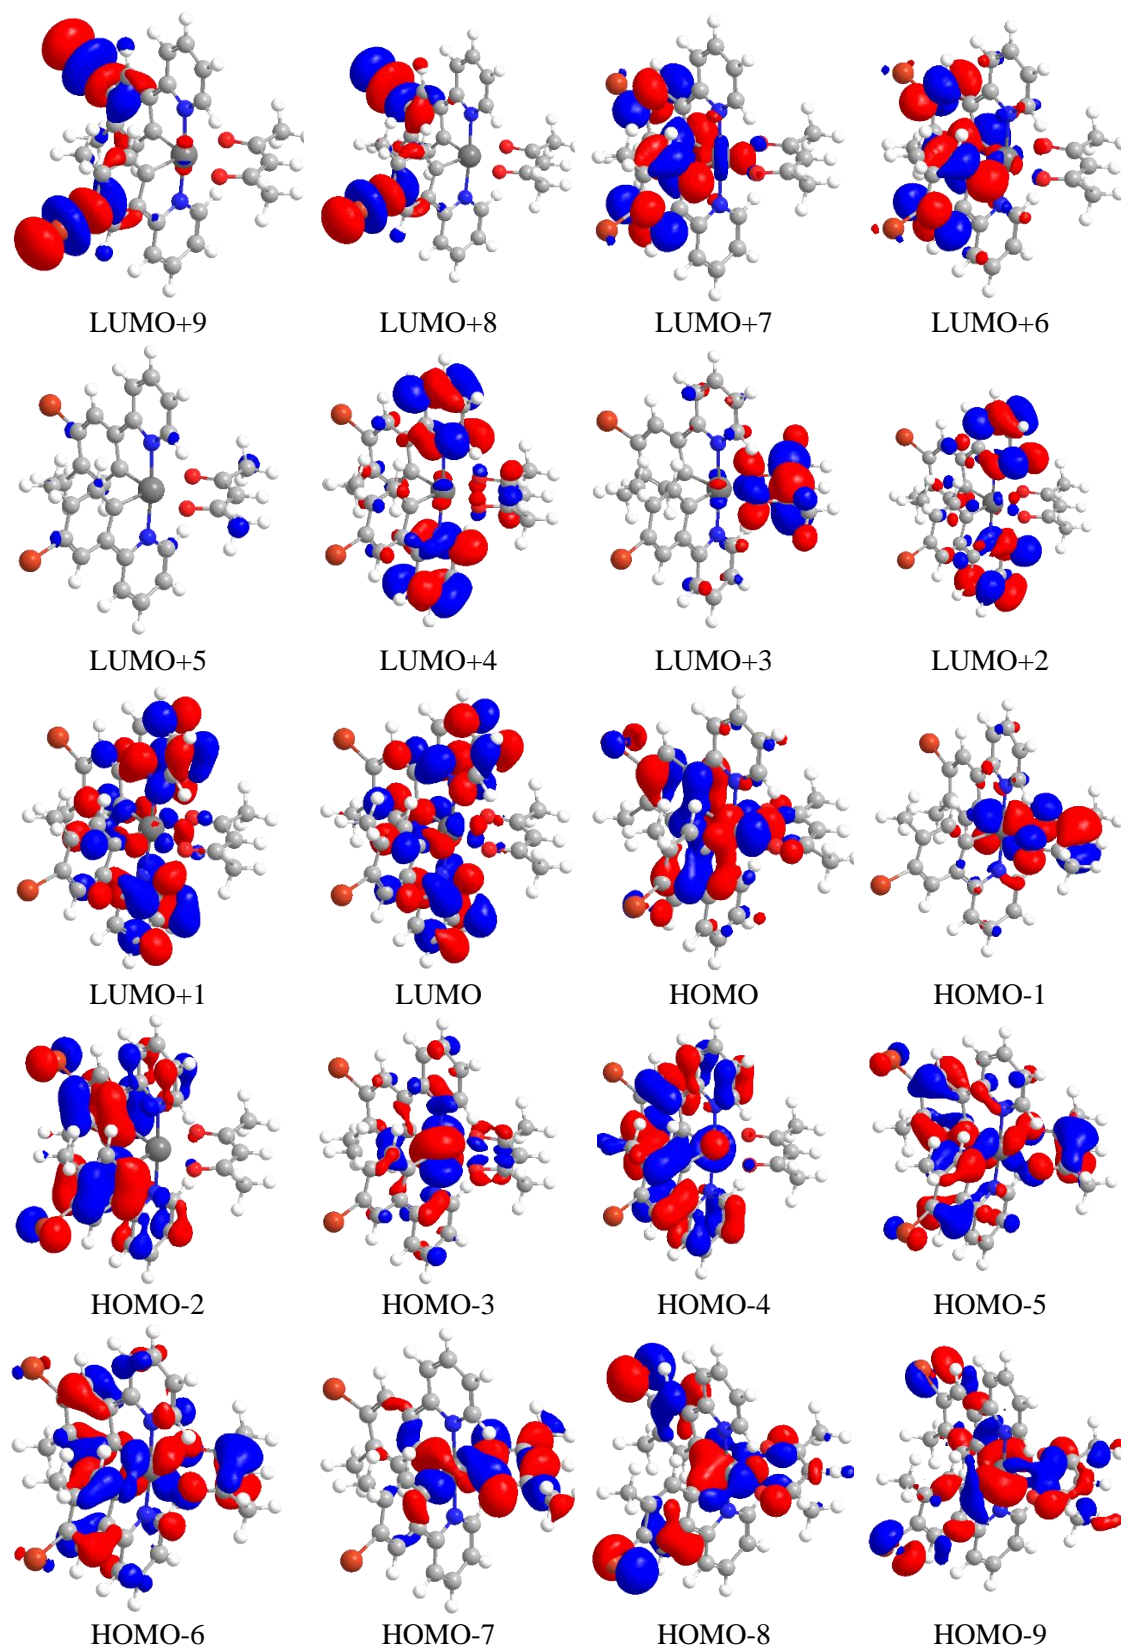 LUMO+9 LUMO+8 LUMO+7 LUMO+6
LUMO+5 LUMO+4 LUMO+3 LUMO+2
LUMO+1 LUMO HOMO HOMO-1
HOMO-2 HOMO-3 HOMO-4 HOMO-5
HOMO-6 HOMO-7 HOMO-8 HOMO-9